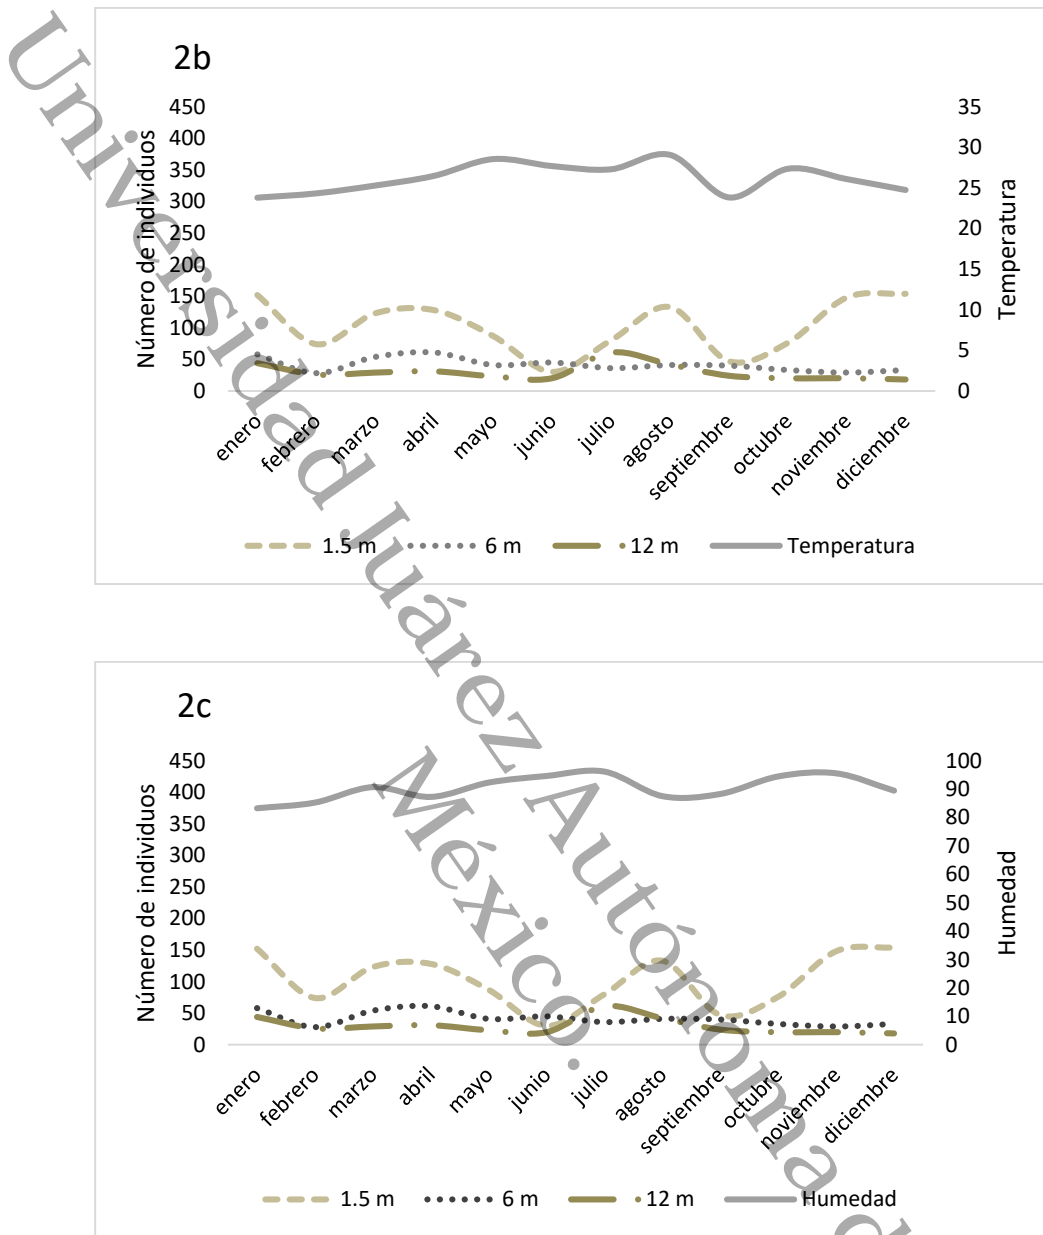 2b
450
400
350
300
250
200
150
100
50
0
Número de individuos
35
30
25
20
15
10
5
0
Temperatura
enero
febrero
marzo
abril
mayo
junio
julio
agosto
septiembre
octubre
noviembre
diciembre
1.5 m 6 m 12 m Temperatura
2c
450
400
350
300
250
200
150
100
50
0
Número de individuos
100
90
80
70
60
50
40
30
20
10
0
Humedad
enero
febrero
marzo
abril
mayo
junio
julio
agosto
septiembre
octubre
noviembre
diciembre
1.5 m 6 m 12 m Humedad
Universidad Juárez Autónoma d
México.